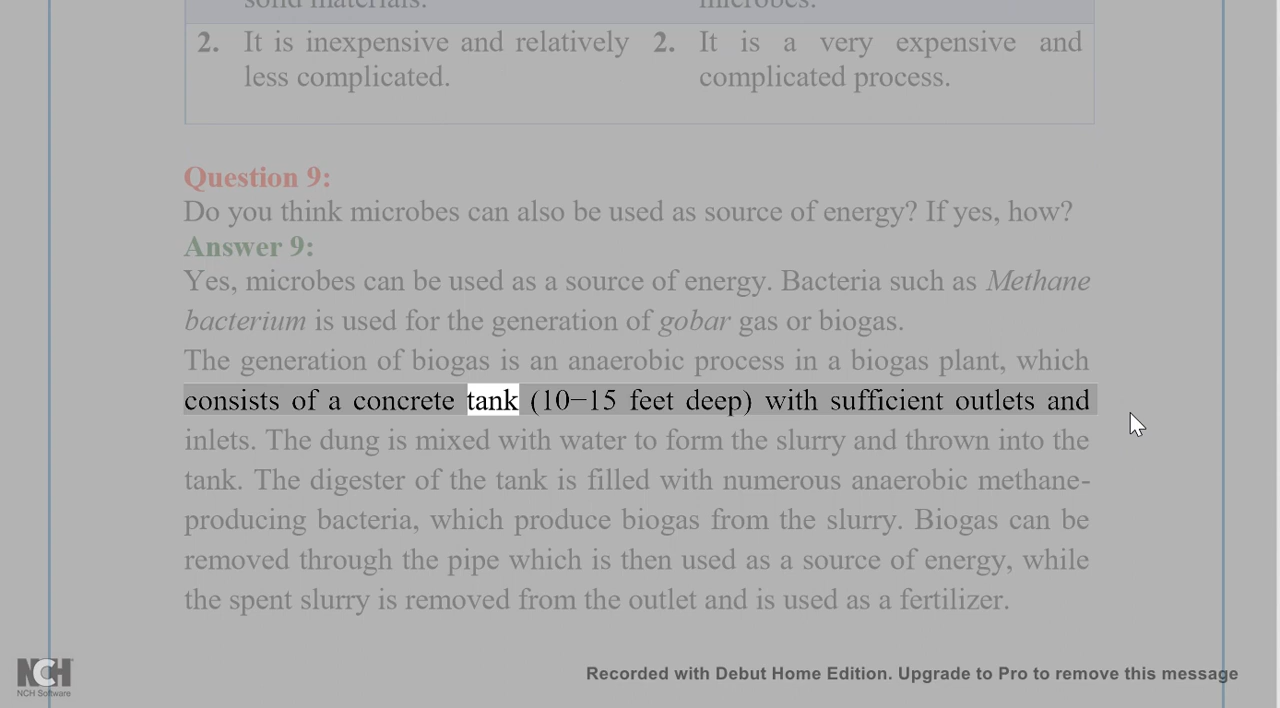 solid materials.
microbes.
2. It is inexpensive and relatively
less complicated.
2. It is a very expensive and
complicated process.
Question 9:
Do you think microbes can also be used as source of energy? If yes, how?
Answer 9:
Yes, microbes can be used as a source of energy. Bacteria such as Methane
bacterium is used for the generation of gobar gas or biogas.
The generation of biogas is an anaerobic process in a biogas plant, which
consists of a concrete tank (10−15 feet deep) with sufficient outlets and
inlets. The dung is mixed with water to form the slurry and thrown into the
tank. The digester of the tank is filled with numerous anaerobic methane-
producing bacteria, which produce biogas from the slurry. Biogas can be
removed through the pipe which is then used as a source of energy, while
the spent slurry is removed from the outlet and is used as a fertilizer.
NCH
NCH Software
Recorded with Debut Home Edition. Upgrade to Pro to remove this message